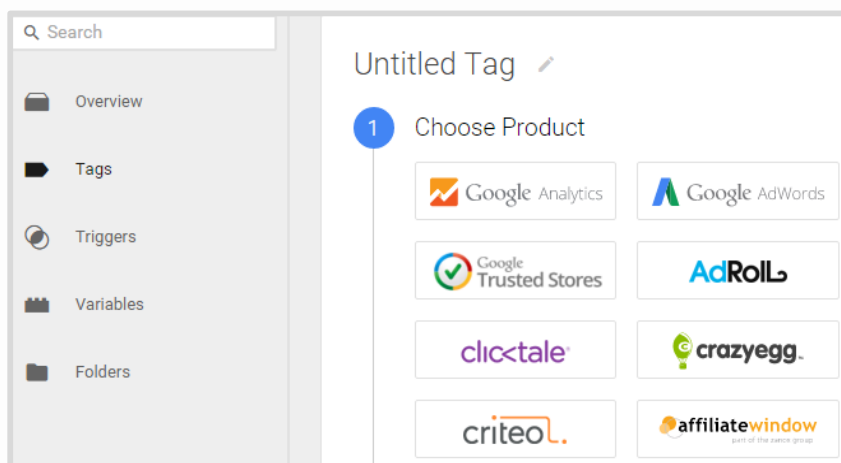 Search
Overview
Tags
Triggers
Variables
Folders
Untitled Tag
1 Choose Product
Google Analytics
Google AdWords
Google
Trusted Stores
AdRoll
clicktale
crazyegg
criteol.
affiliatewindow
part of the zanox group